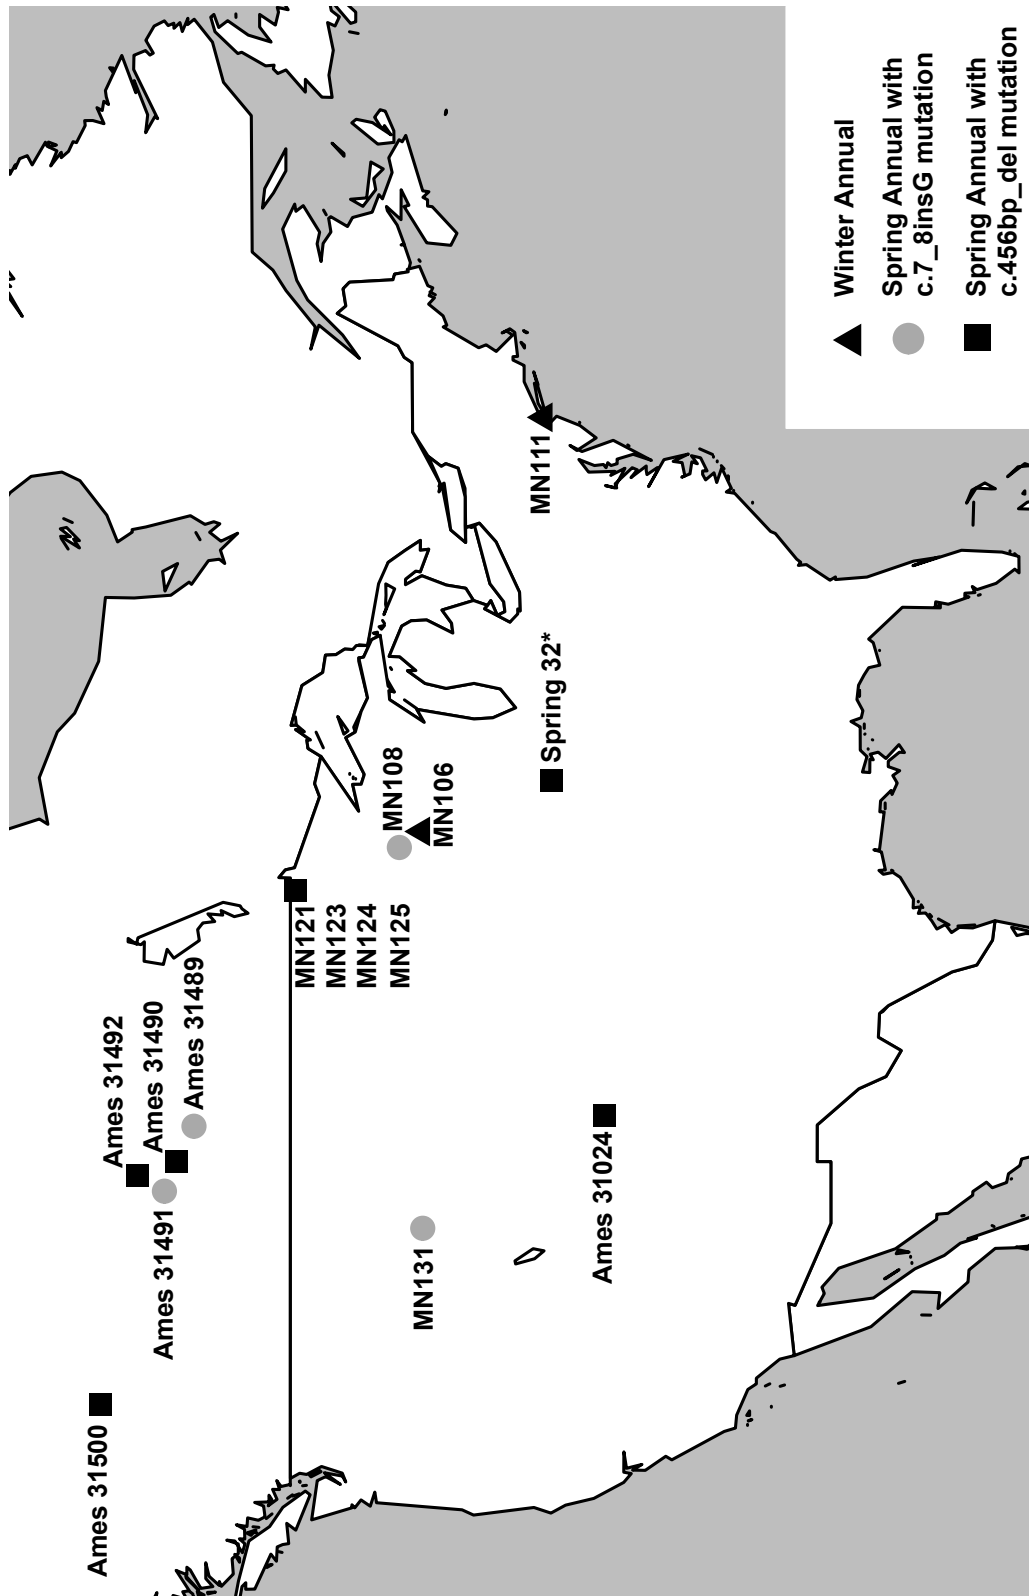 Ames 31500
Ames 31492
Ames 31490
Ames 31491
Ames 31489
MN121
MN123
MN124
MN125
MN108
MN106
MN131
MN111
Spring 32*
Ames 31024
Winter Annual
Spring Annual with
c.7_8insG mutation
Spring Annual with
c.456bp_del mutation